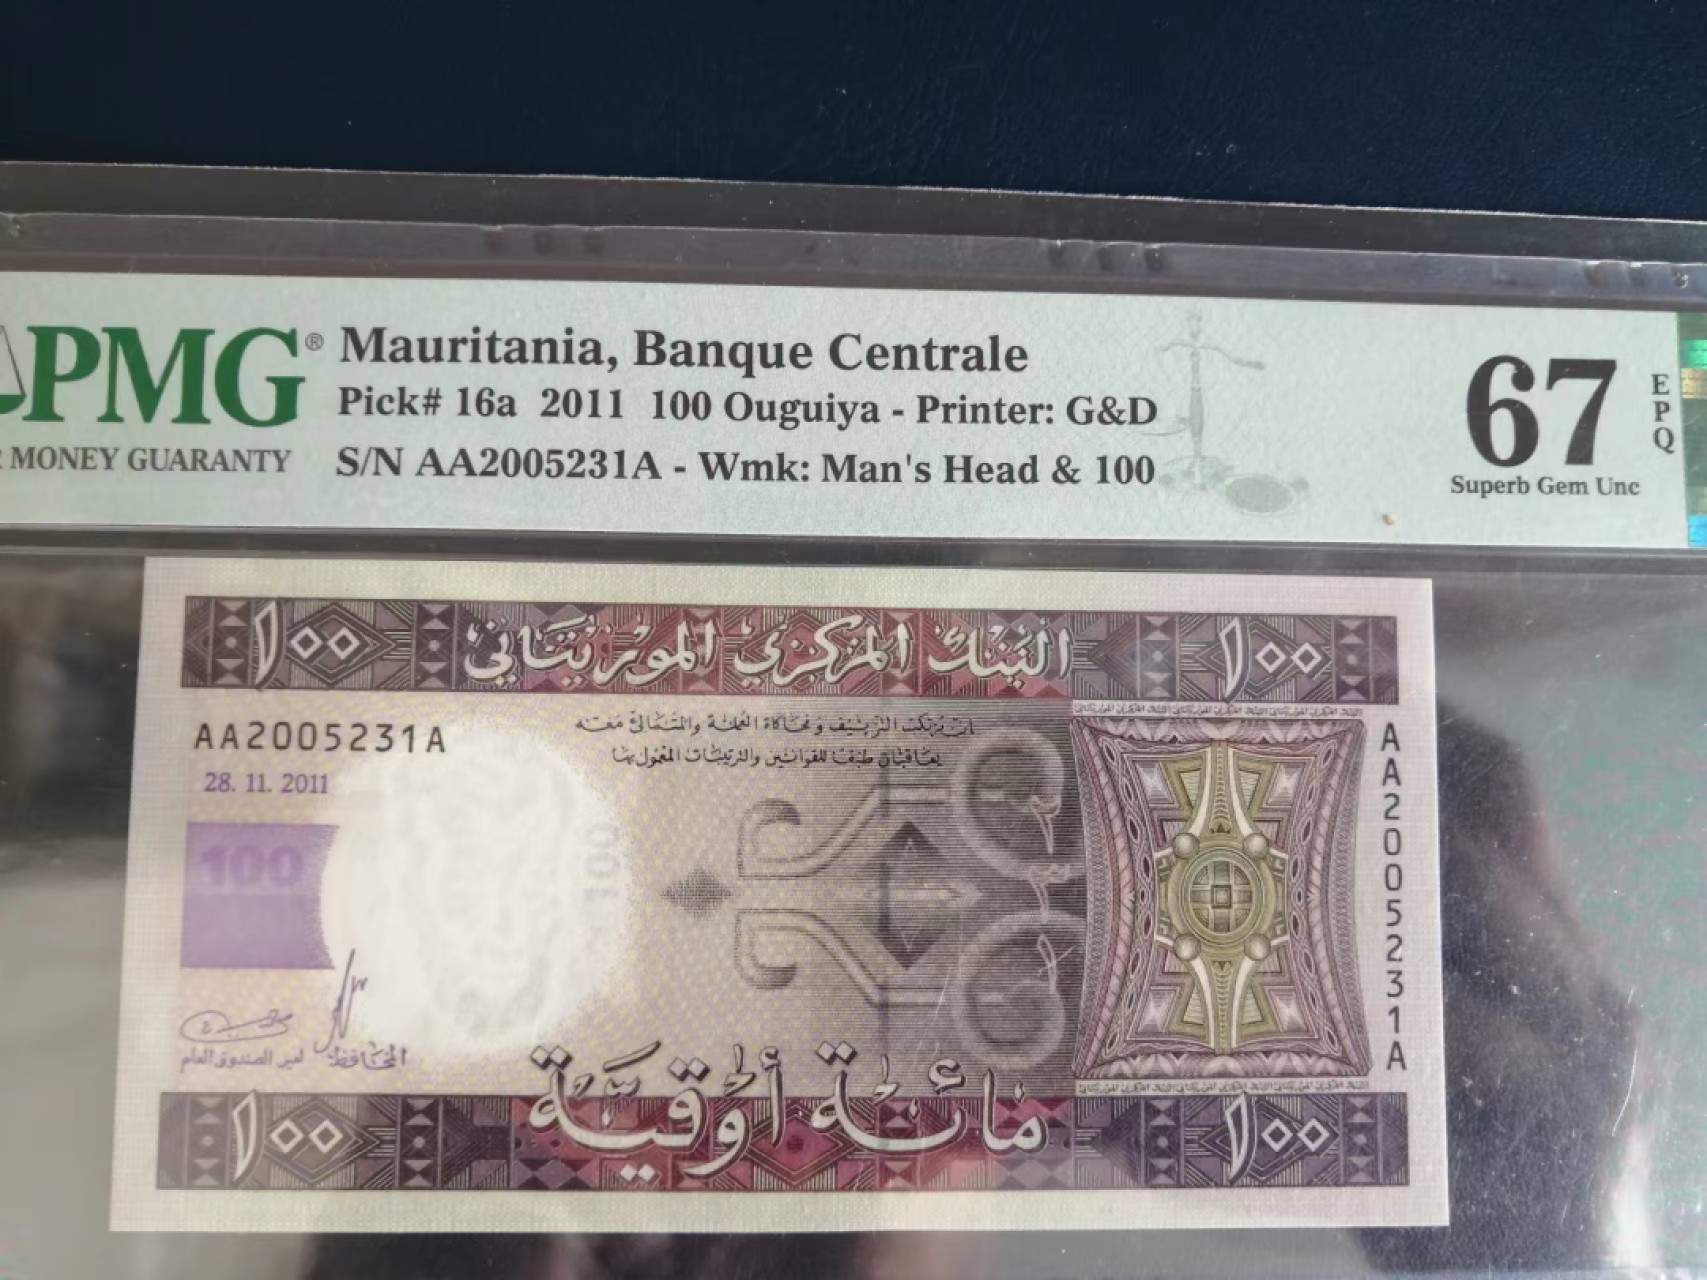 PMG®
MONEY GUARANTY
Mauritania, Banque Centrale
Pick# 16a 2011 100 Ouguiya - Printer: G&D
S/N AA2005231A - Wmk: Man's Head & 100
67
EPQ
Superb Gem Unc
١٠٠ البنك المركزي الموريتاني ١٠٠
AA2005231A
28. 11. 2011
100
100
AA2005231A
المحافظ
١٠٠ مائة أوقية ١٠٠